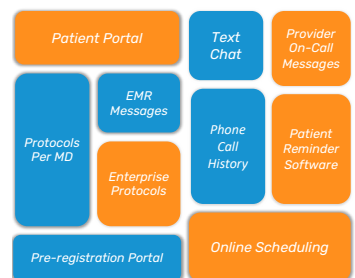 Patient Portal
Text
Chat
Provider
On-Call
Messages
EMR
Messages
Protocols
Per MD
Phone
Call
History
Patient
Reminder
Software
Enterprise
Protocols
Pre-registration Portal
Online Scheduling